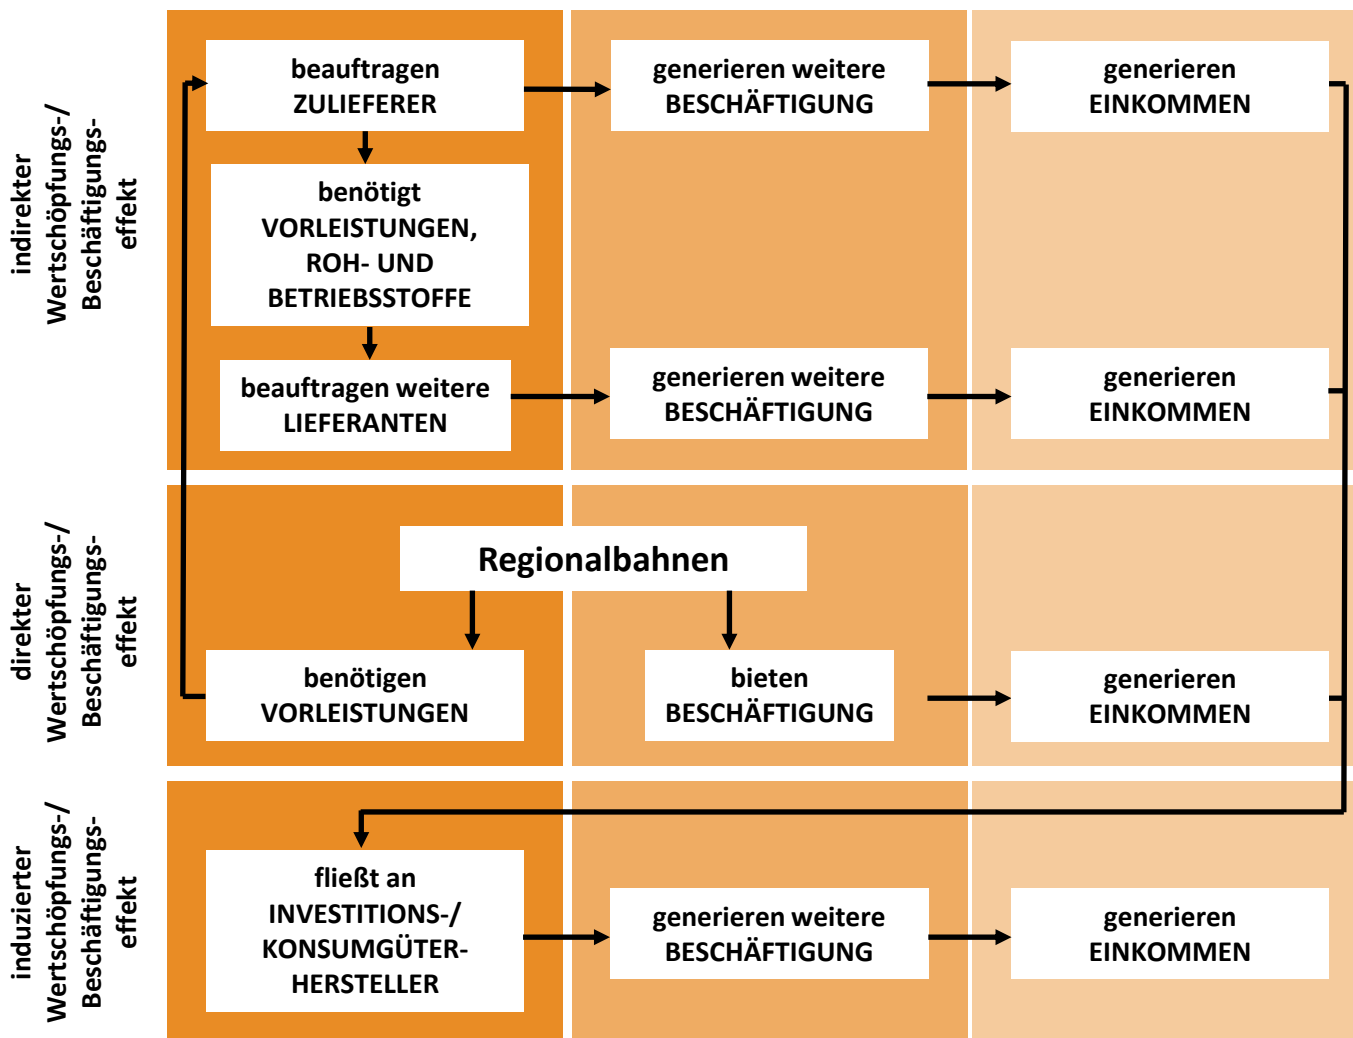 indirekter
Wertschöpfungs-/
Beschäftigungs-
effekt
beauftragen
ZULIEFERER
generieren weitere
BESCHÄFTIGUNG
generieren
EINKOMMEN
benötigt
VORLEISTUNGEN,
ROH- UND
BETRIEBSSTOFFE
beauftragen weitere
LIEFERANTEN
generieren weitere
BESCHÄFTIGUNG
generieren
EINKOMMEN
direkter
Wertschöpfungs-/
Beschäftigungs-
effekt
Regionalbahnen
benötigen
VORLEISTUNGEN
bieten
BESCHÄFTIGUNG
generieren
EINKOMMEN
induzierter
Wertschöpfungs-/
Beschäftigungs-
effekt
fließt an
INVESTITIONS-/
KONSUMGÜTER-
HERSTELLER
generieren weitere
BESCHÄFTIGUNG
generieren
EINKOMMEN